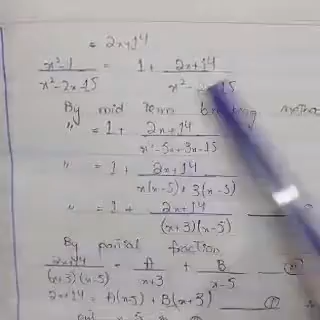 = 2x+14
x²-1 / x²-2x-15 = 1 + 2x+14 / x² 15
By mid Term
" = 1 + 2x+14 / x²-5x+3x-15
" = 1 + 2x+14 / x(x-5)+3(x-5)
" = 1 + 2x+14 / (x+3)(x-5)
By partial fraction
2x+14 / (x+3)(x-5) = A / x+3 + B / x-5
2x+14 = A(x-5) + B(x+3)